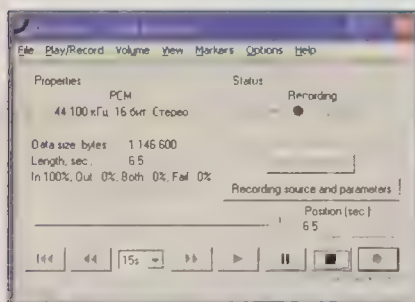 File Play/Record Volume View Markers Options Help
Properties
Status
PCM
Recording
44 100 кГц 16 бит Стерео
Data size bytes 1 146 600
Length, sec. 6.5
In 100%, Out 0%, Both 0%, Fail 0%
Recording source and parameters
Position (sec.)
6.5
15s